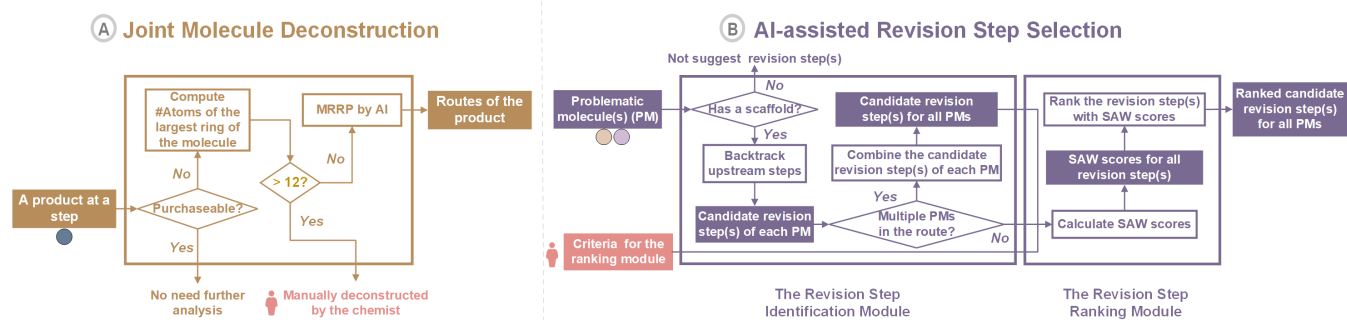 A Joint Molecule Deconstruction
Compute
#Atoms of the
largest ring of
the molecule
MRRP by AI
Routes of the
product
No
No
> 12?
A product at a
step
Purchaseable?
Yes
Yes
No need further
analysis
Manually deconstructed
by the chemist
B AI-assisted Revision Step Selection
Not suggest revision step(s)
No
Problematic
molecule(s) (PM)
Has a scaffold?
Yes
Backtrack
upstream steps
Candidate revision
step(s) of each PM
Candidate revision
step(s) for all PMs
Combine the candidate
revision step(s) of each PM
Yes
Multiple PMs
in the route?
No
Criteria for the
ranking module
Rank the revision step(s)
with SAW scores
SAW scores for all
revision step(s)
Calculate SAW scores
Ranked candidate
revision step(s)
for all PMs
The Revision Step
Identification Module
The Revision Step
Ranking Module